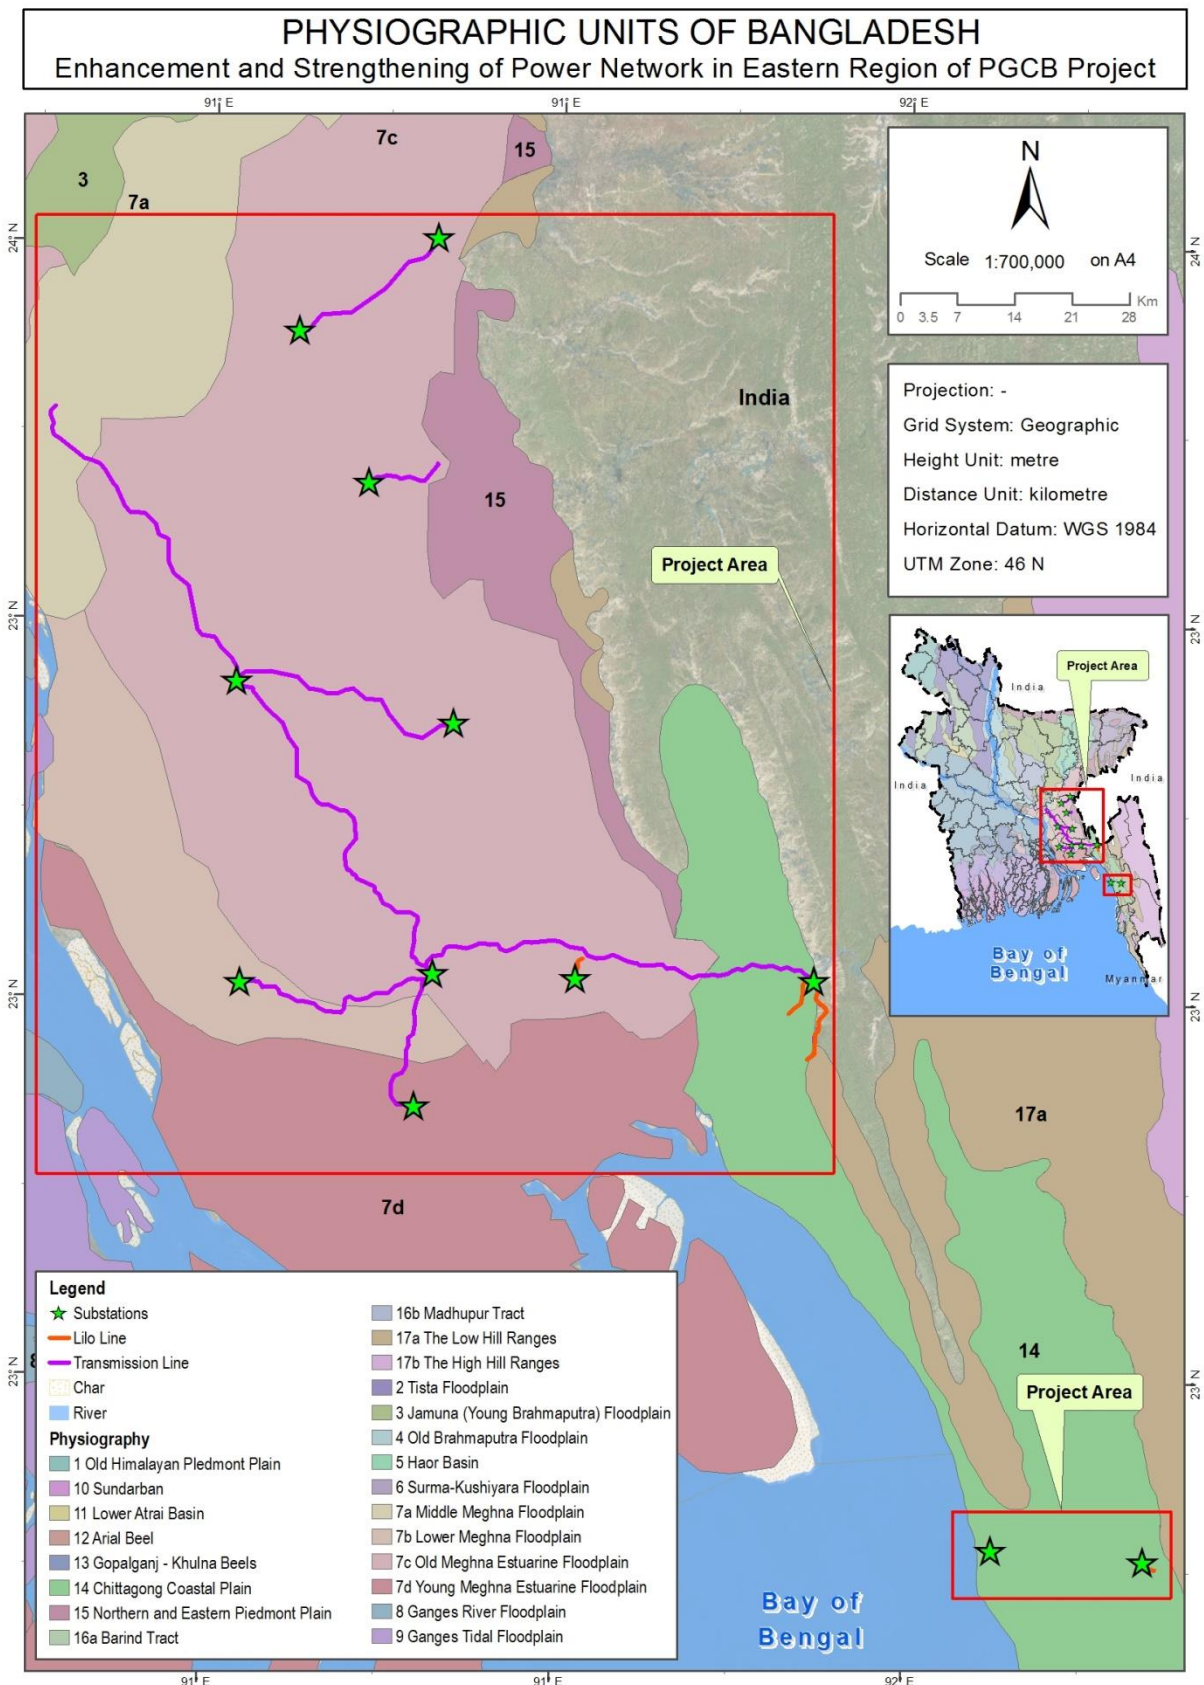 PHYSIOGRAPHIC UNITS OF BANGLADESH
Enhancement and Strengthening of Power Network in Eastern Region of PGCB Project
91°E
91°E
92°E
7c
15
3
7a
N
Scale 1:700,000 on A4
0 3.5 7 14 21 28 Km
24°N
24°N
India
Projection: -
Grid System: Geographic
Height Unit: metre
Distance Unit: kilometre
Horizontal Datum: WGS 1984
UTM Zone: 46 N
15
Project Area
23°N
23°N
Project Area
India
India
India
Bay of
Bengal
Myanmar
23°N
23°N
17a
7d
14
Project Area
23°N
23°N
8
Legend
Substations
Lilo Line
Transmission Line
Char
River
Physiography
1 Old Himalayan Pledmont Plain
10 Sundarban
11 Lower Atrai Basin
12 Arial Beel
13 Gopalganj - Khulna Beels
14 Chittagong Coastal Plain
15 Northern and Eastern Piedmont Plain
16a Barind Tract
16b Madhupur Tract
17a The Low Hill Ranges
17b The High Hill Ranges
2 Tista Floodplain
3 Jamuna (Young Brahmaputra) Floodplain
4 Old Brahmaputra Floodplain
5 Haor Basin
6 Surma-Kushiyara Floodplain
7a Middle Meghna Floodplain
7b Lower Meghna Floodplain
7c Old Meghna Estuarine Floodplain
7d Young Meghna Estuarine Floodplain
8 Ganges River Floodplain
9 Ganges Tidal Floodplain
Bay of
Bengal
91°E
91°E
92°E